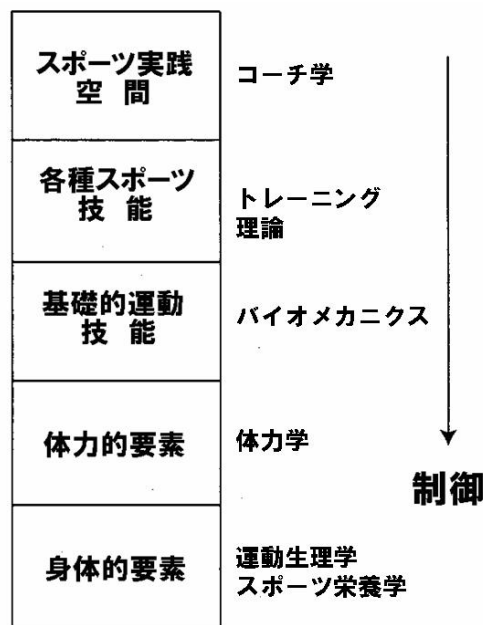 スポーツ実践
空間
コーチ学
各種スポーツ
技能
トレーニング
理論
基礎的運動
技能
バイオメカニクス
体力的要素
体力学
制御
身体的要素
運動生理学
スポーツ栄養学